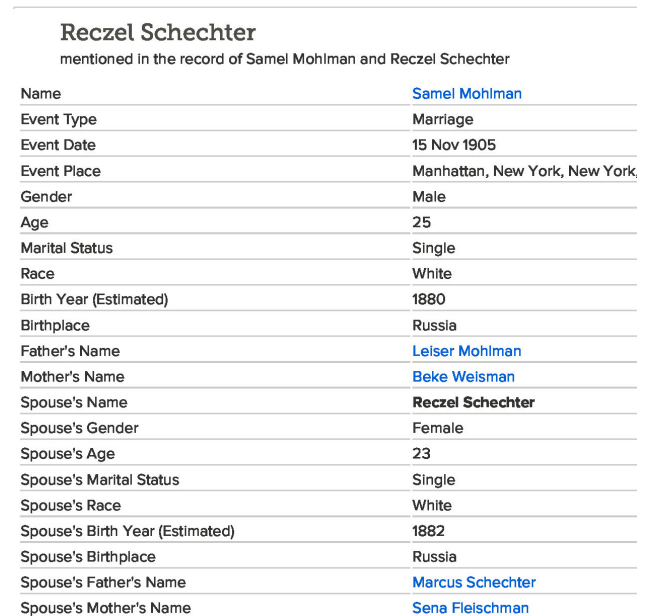 Reczel Schechter
mentioned in the record of Samel Mohlman and Reczel Schechter
Name Samel Mohlman
Event Type Marriage
Event Date 15 Nov 1905
Event Place Manhattan, New York, New York,
Gender Male
Age 25
Marital Status Single
Race White
Birth Year (Estimated) 1880
Birthplace Russia
Father's Name Leiser Mohlman
Mother's Name Beke Weisman
Spouse's Name Reczel Schechter
Spouse's Gender Female
Spouse's Age 23
Spouse's Marital Status Single
Spouse's Race White
Spouse's Birth Year (Estimated) 1882
Spouse's Birthplace Russia
Spouse's Father's Name Marcus Schechter
Spouse's Mother's Name Sena Fleischman